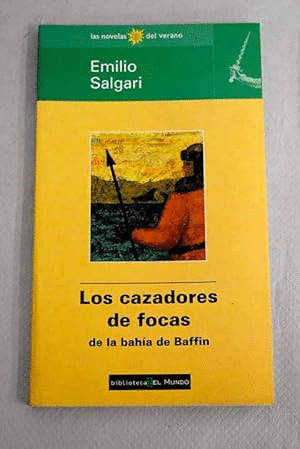 las novelas del verano
Emilio
Salgari
Los cazadores
de focas
de la bahía de Baffin
biblioteca EL MUNDO